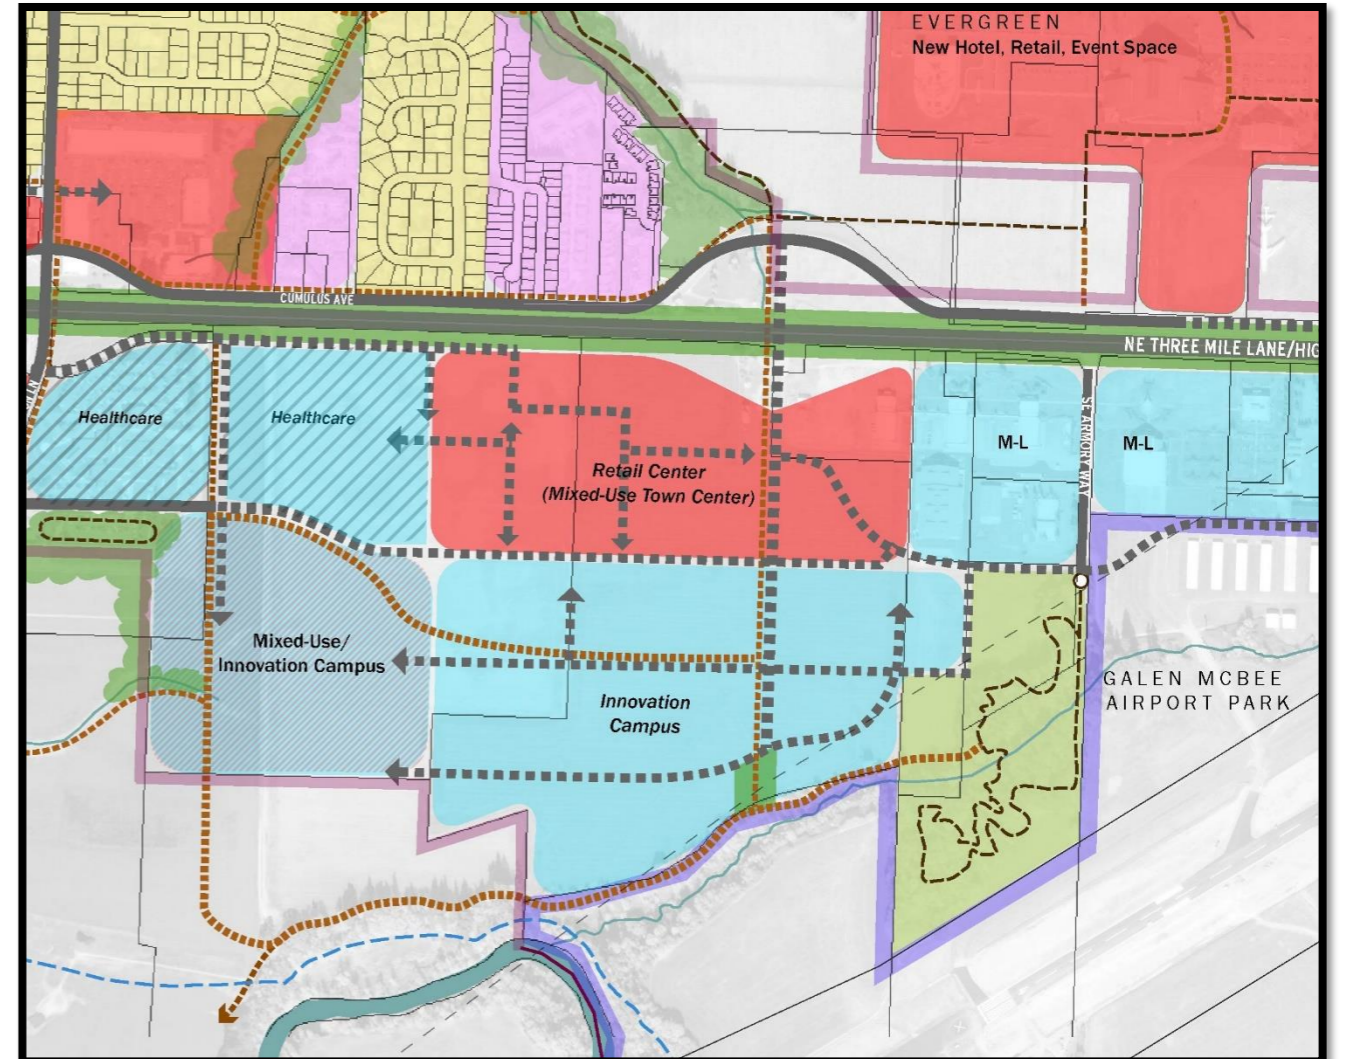 EVERGREEN
New Hotel, Retail, Event Space
CUMULUS AVE
NE THREE MILE LANE/HIG
LN
Healthcare
Healthcare
SE ARMORY WAY
M-L
M-L
Retail Center
(Mixed-Use Town Center)
Mixed-Use/
Innovation Campus
Innovation
Campus
GALEN MCBEE
AIRPORT PARK